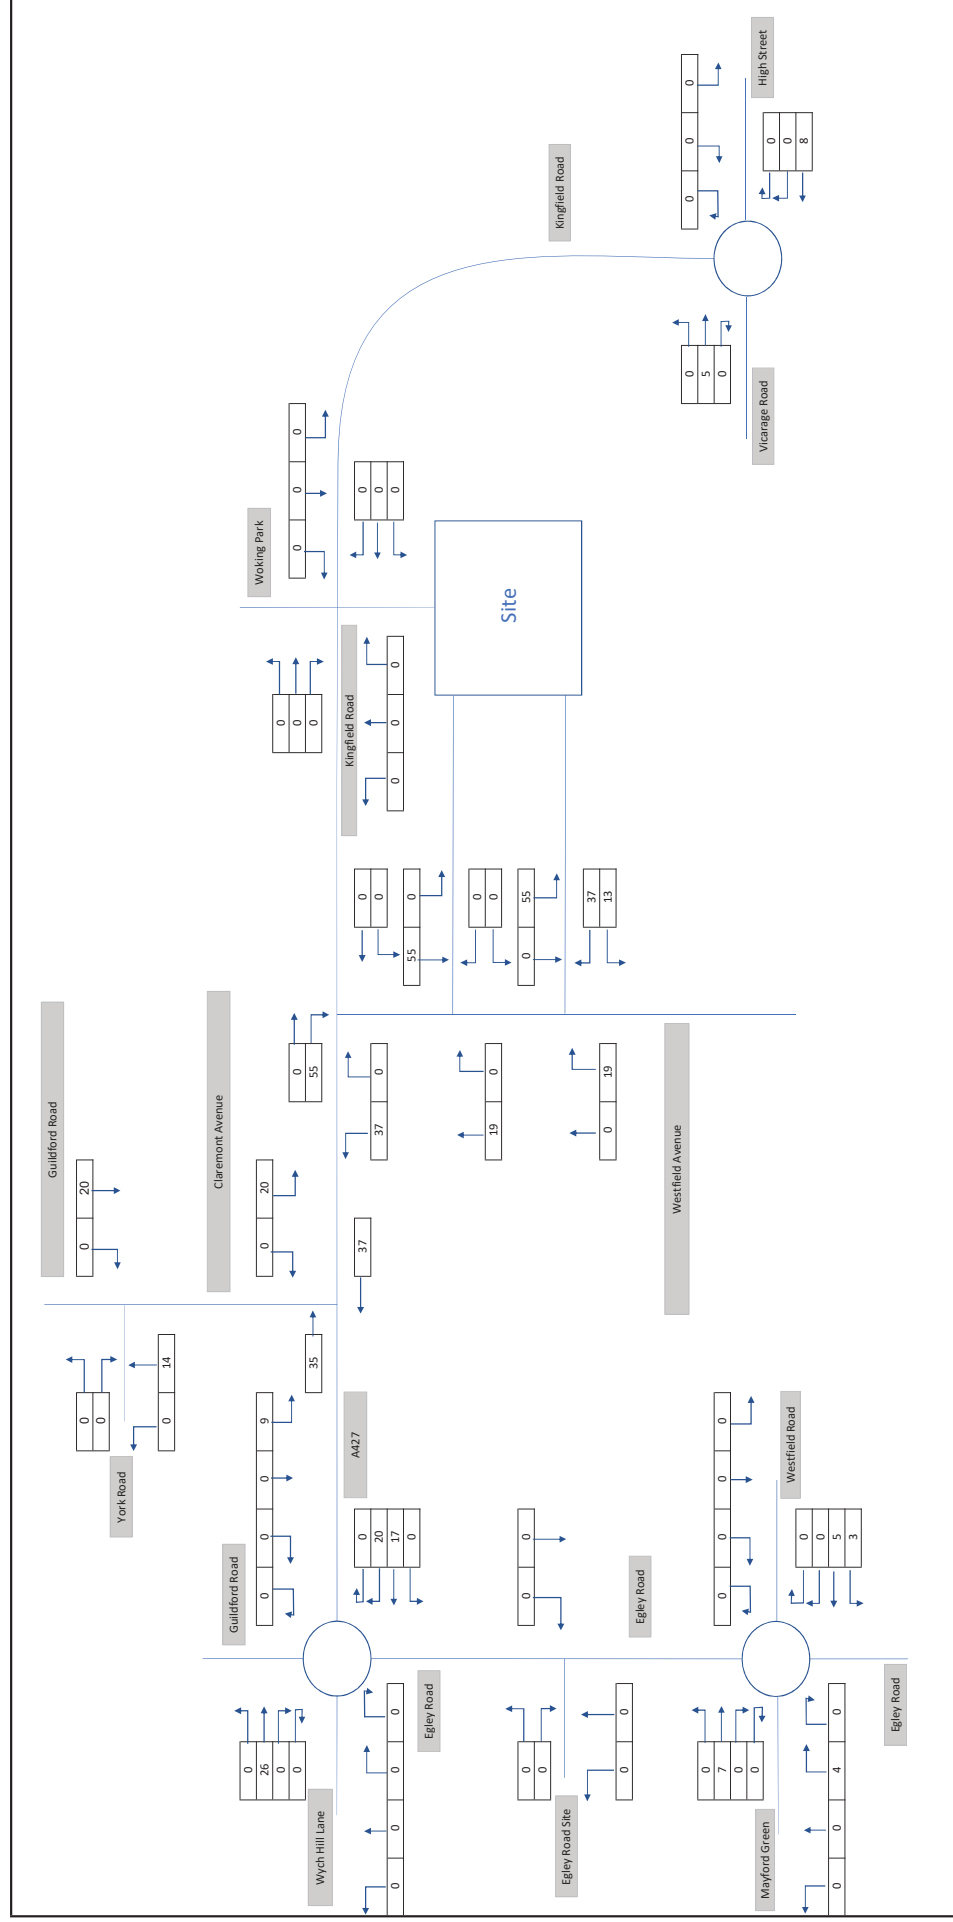 Guildford Road
0 20
0
0
York Road
0 14
Claremont Avenue
0 20
Guildford Road
0 0 0 9
0
26
0
0
Wych Hill Lane
Woking Park
0 0 0
0
0
0
0
55
35
Kingfield Road
A427
0
20
17
0
37
37 0
0
0
55 0
0 0 0
0
0
0
0 0 0 0
Egley Road
0
0
19 0
Site
0
0
0 0
0 55
Kingfield Road
Egley Road Site
37
13
0 19
0 0
Egley Road
Westfield Avenue
0 0 0
0
5
0
0
7
0
0
0 0 0 0
Mayford Green
Westfield Road
Vicarage Road
High Street
0
0
8
0
0
5
3
0 0 4 0
Egley Road